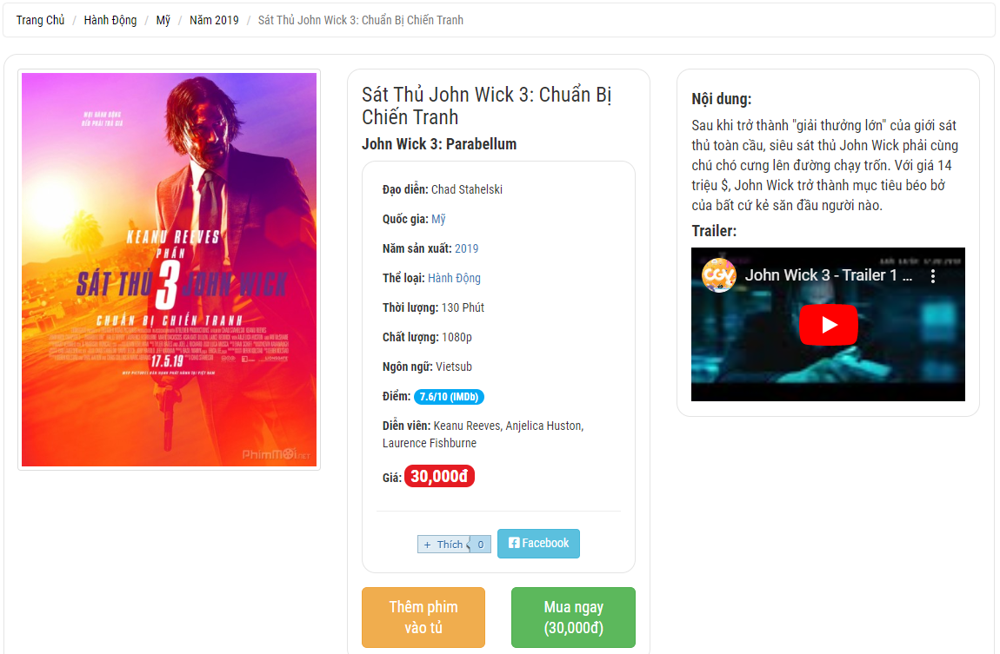 Trang Chủ / Hành Động / Mỹ / Năm 2019 / Sát Thủ John Wick 3: Chuẩn Bị Chiến Tranh
MỌI HÀNH ĐỘNG
ĐỀU PHẢI TRẢ GIÁ
KEANU REEVES
PHẦN
SÁT THỦ 3 JOHN WICK
CHUẨN BỊ CHIẾN TRANH
17.5.19
PhimMơi.NET
Sát Thủ John Wick 3: Chuẩn Bị
Chiến Tranh
John Wick 3: Parabellum
Đạo diễn: Chad Stahelski
Quốc gia: Mỹ
Năm sản xuất: 2019
Thể loại: Hành Động
Thời lượng: 130 Phút
Chất lượng: 1080p
Ngôn ngữ: Vietsub
Điểm: 7.6/10 (IMDb)
Diễn viên: Keanu Reeves, Anjelica Huston,
Laurence Fishburne
Giá: 30,000đ
+ Thích 0
Facebook
Thêm phim
vào tủ
Mua ngay
(30,000đ)
Nội dung:
Sau khi trở thành "giải thưởng lớn" của giới sát
thủ toàn cầu, siêu sát thủ John Wick phải cùng
chú chó cưng lên đường chạy trốn. Với giá 14
triệu $, John Wick trở thành mục tiêu béo bở
của bất cứ kẻ săn đầu người nào.
Trailer:
CGV
John Wick 3 - Trailer 1 ...